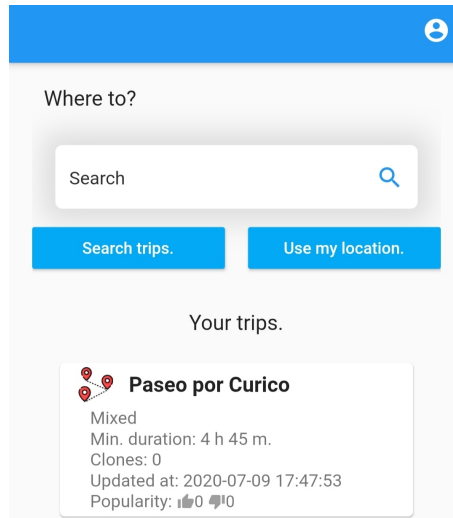 Where to?
Search
Search trips. Use my location.
Your trips.
Paseo por Curico
Mixed
Min. duration: 4 h 45 m.
Clones: 0
Updated at: 2020-07-09 17:47:53
Popularity: 0 0